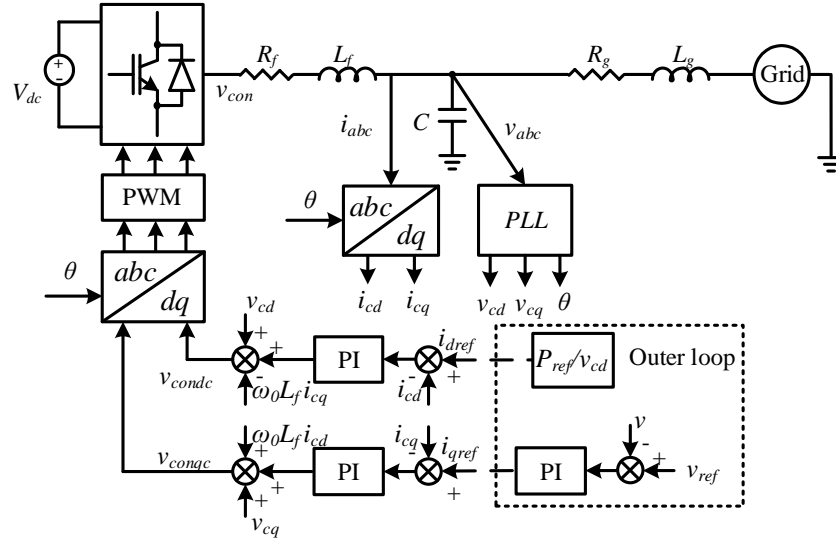 V_dc
+
-
v_con
R_f
L_f
i_abc
C
v_abc
R_g
L_g
Grid
PWM
θ
abc
dq
PLL
θ
abc
dq
i_cd
i_cq
v_cd
v_cq
θ
v_cd
+
+
-
ω_0L_f i_cq
v_condc
PI
i_cd
-
+
i_dref
P_ref/v_cd
Outer loop
ω_0L_f i_cd
+
+
+
v_cq
v_conqc
PI
i_cq
-
+
i_qref
PI
v
-
+
v_ref